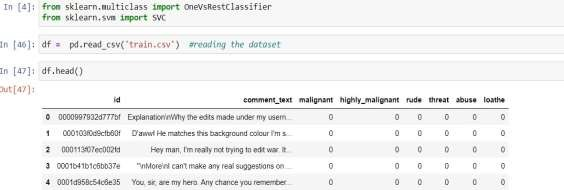 In [4]: from sklearn.multiclass import OneVsRestClassifier
from sklearn.svm import SVC
In [46]: df = pd.read_csv('train.csv') #reading the dataset
In [47]: df.head()
Out[47]:
id comment_text malignant highly_malignant rude threat abuse loathe
0 0000997932d777bf Explanation\nWhy the edits made under my usern... 0 0 0 0 0 0
1 000103f0d9cfb60f D'aww! He matches this background colour I'm s... 0 0 0 0 0 0
2 000113f07ec002fd Hey man, I'm really not trying to edit war. It... 0 0 0 0 0 0
3 0001b41b1c6bb37e "\nMore\nI can't make any real suggestions on ... 0 0 0 0 0 0
4 0001d958c54c6e35 You, sir, are my hero. Any chance you remember... 0 0 0 0 0 0